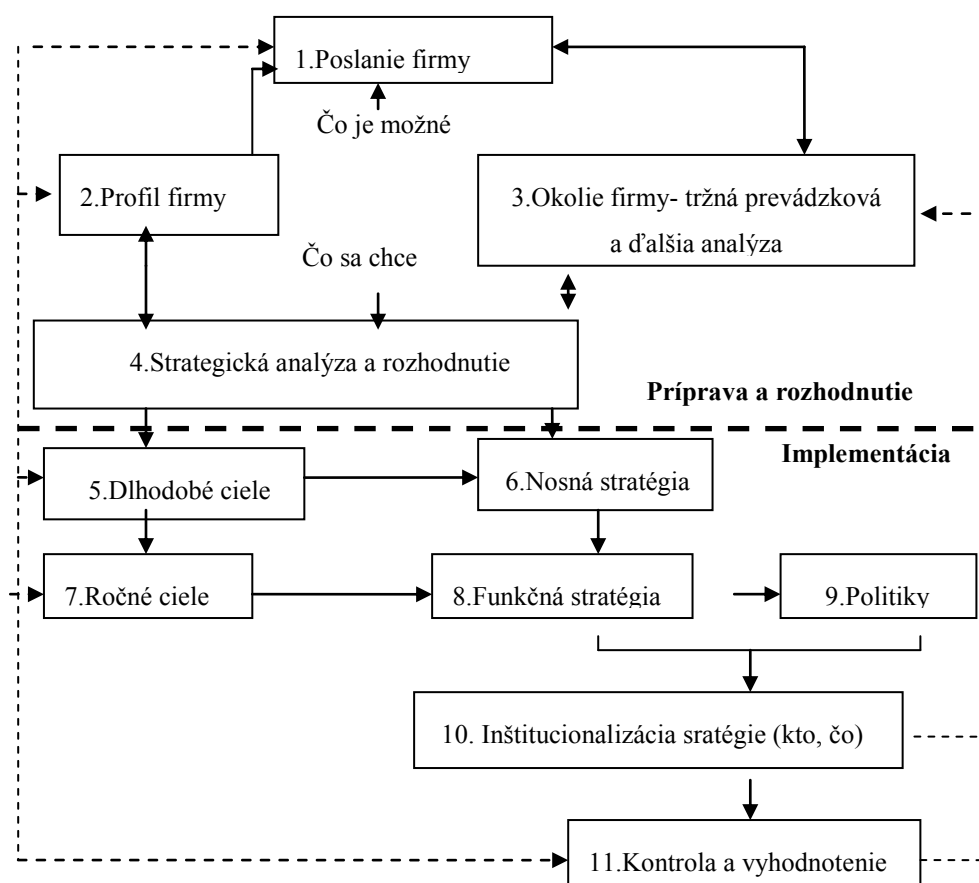 1.Poslanie firmy
Čo je možné
2.Profil firmy
3.Okolie firmy- tržná prevádzková
a ďalšia analýza
Čo sa chce
4.Strategická analýza a rozhodnutie
Príprava a rozhodnutie
Implementácia
5.Dlhodobé ciele
6.Nosná stratégia
7.Ročné ciele
8.Funkčná stratégia
9.Politiky
10. Inštitucionalizácia sratégie (kto, čo)
11.Kontrola a vyhodnotenie